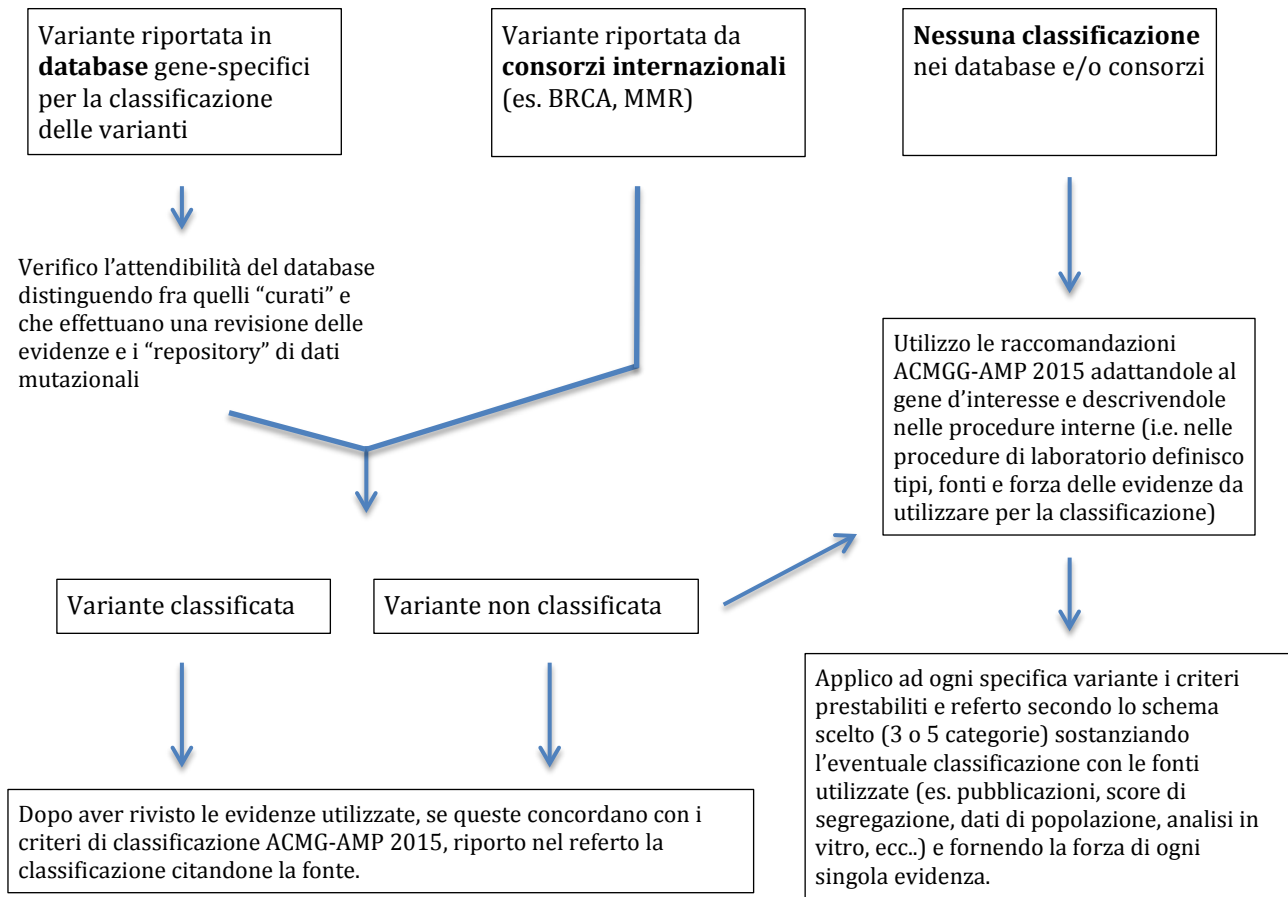 Variante riportata in
database gene-specifici
per la classificazione
delle varianti
Variante riportata da
consorzi internazionali
(es. BRCA, MMR)
Nessuna classificazione
nei database e/o consorzi
Verifico l’attendibilità del database
distinguendo fra quelli “curati” e
che effettuano una revisione delle
evidenze e i “repository” di dati
mutazionali
Utilizzo le raccomandazioni
ACMGG-AMP 2015 adattandole al
gene d’interesse e descrivendole
nelle procedure interne (i.e. nelle
procedure di laboratorio definisco
tipi, fonti e forza delle evidenze da
utilizzare per la classificazione)
Variante classificata
Variante non classificata
Dopo aver rivisto le evidenze utilizzate, se queste concordano con i
criteri di classificazione ACMG-AMP 2015, riporto nel referto la
classificazione citandone la fonte.
Applico ad ogni specifica variante i criteri
prestabiliti e referto secondo lo schema
scelto (3 o 5 categorie) sostanziando
l’eventuale classificazione con le fonti
utilizzate (es. pubblicazioni, score di
segregazione, dati di popolazione, analisi in
vitro, ecc..) e fornendo la forza di ogni
singola evidenza.